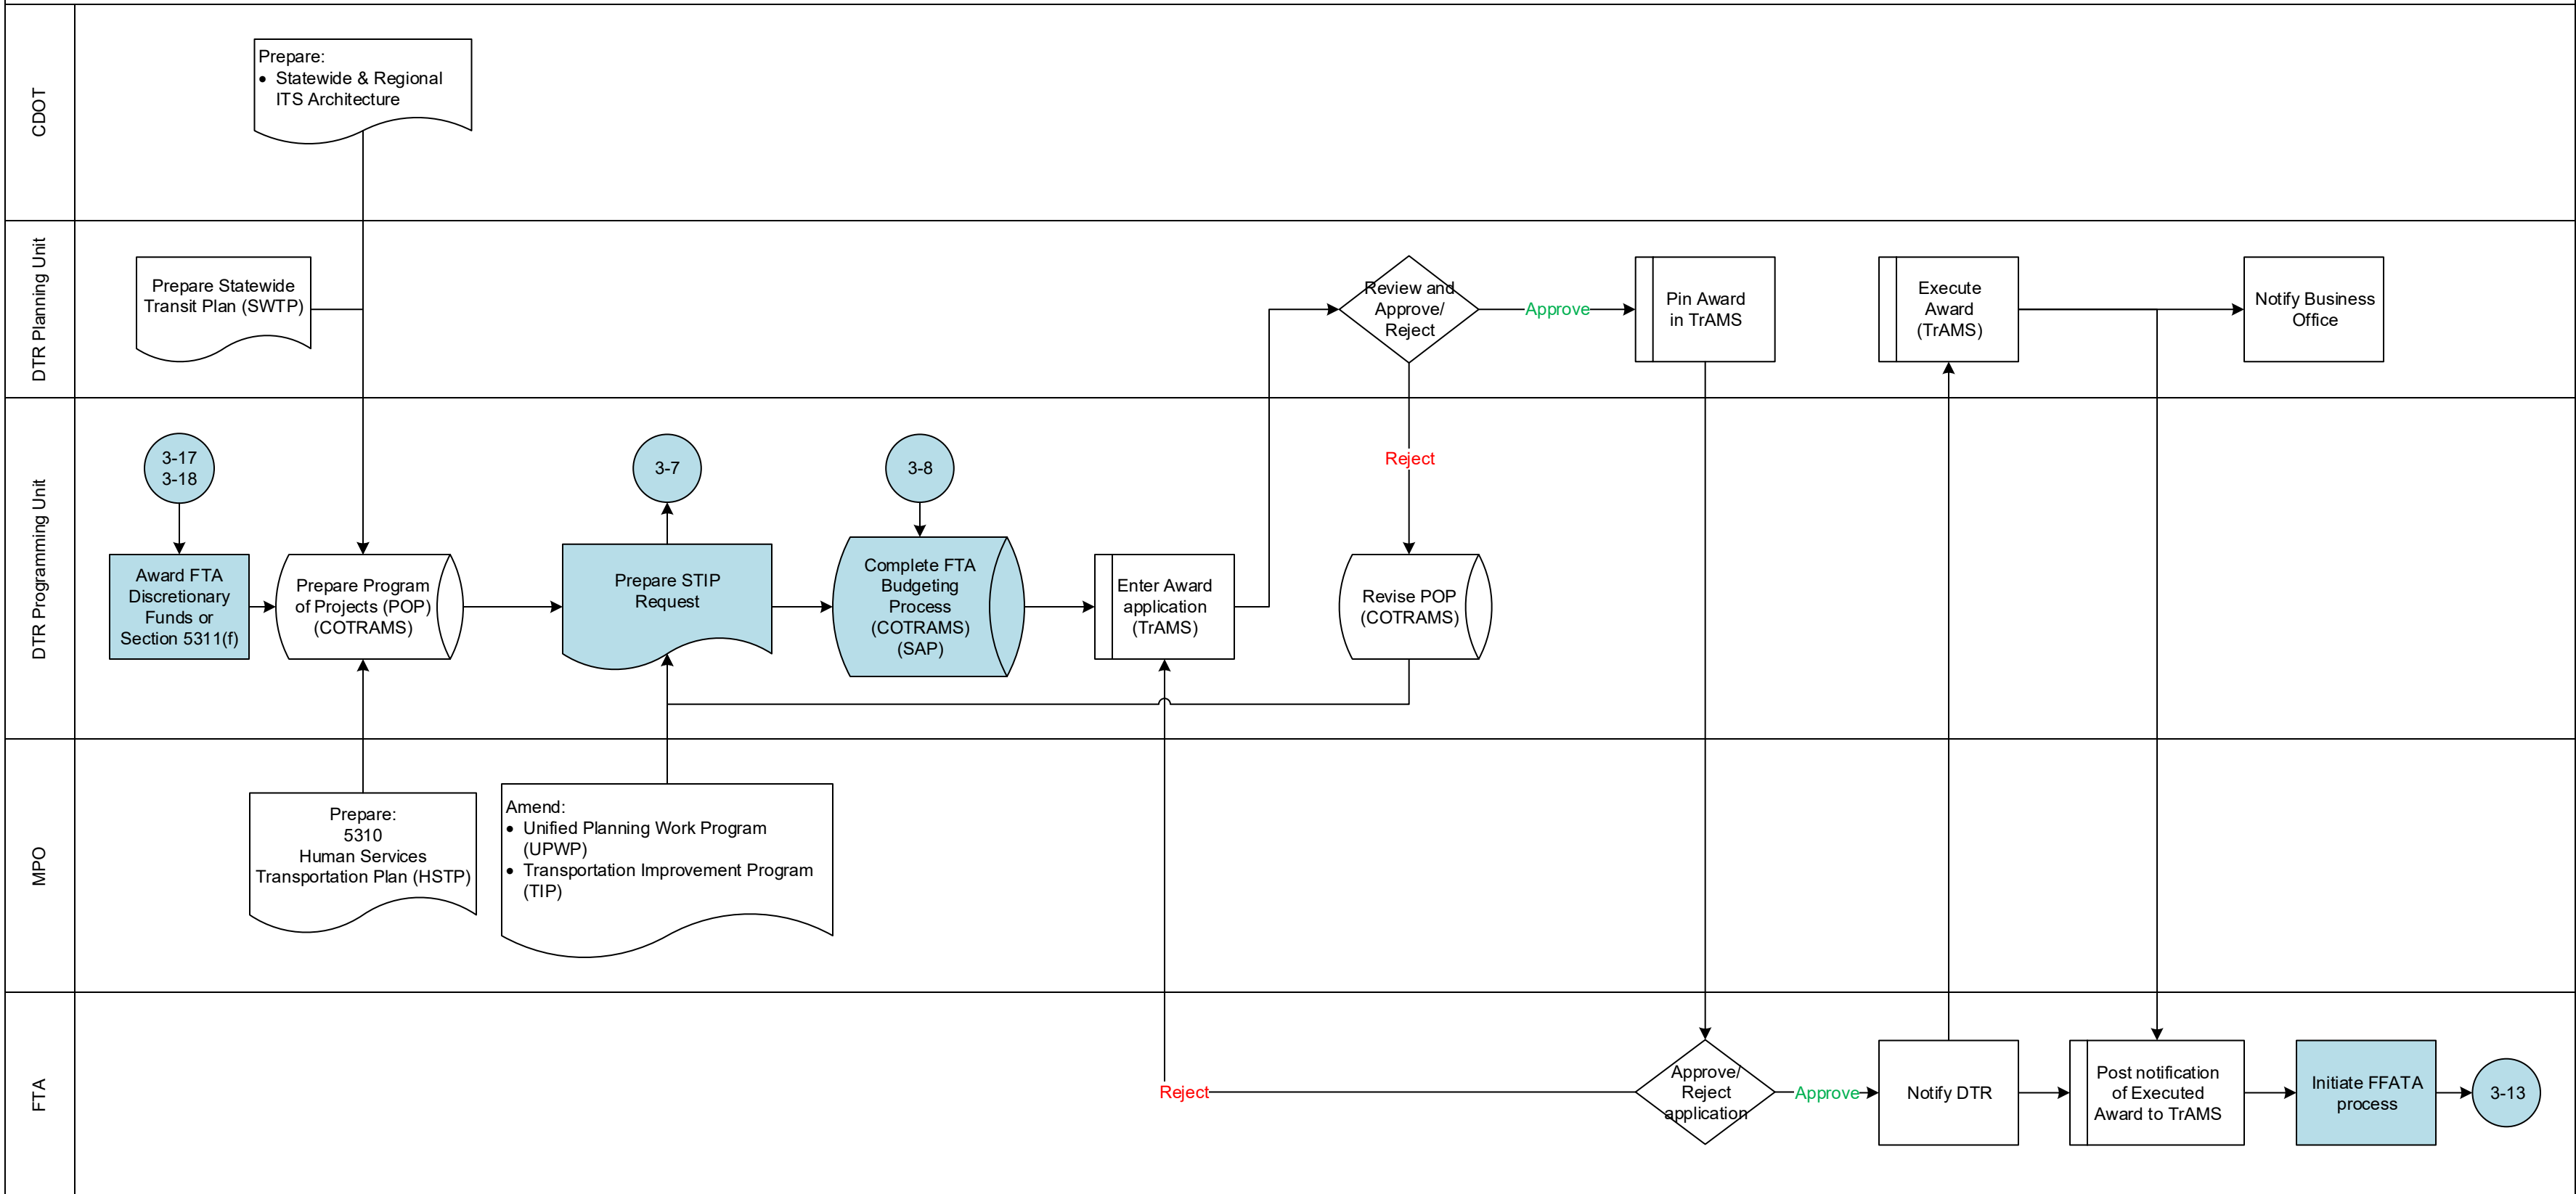 CDOT
Prepare:
• Statewide & Regional
ITS Architecture
DTR Planning Unit
Prepare Statewide
Transit Plan (SWTP)
Review and
Approve/
Reject
Approve
Pin Award
in TrAMS
Execute
Award
(TrAMS)
Notify Business
Office
Reject
DTR Programming Unit
3-17
3-18
3-7
3-8
Award FTA
Discretionary
Funds or
Section 5311(f)
Prepare Program
of Projects (POP)
(COTRAMS)
Prepare STIP
Request
Complete FTA
Budgeting
Process
(COTRAMS)
(SAP)
Enter Award
application
(TrAMS)
Revise POP
(COTRAMS)
MPO
Prepare:
5310
Human Services
Transportation Plan (HSTP)
Amend:
• Unified Planning Work Program
(UPWP)
• Transportation Improvement Program
(TIP)
FTA
Reject
Approve/
Reject
application
Approve
Notify DTR
Post notification
of Executed
Award to TrAMS
Initiate FFATA
process
3-13